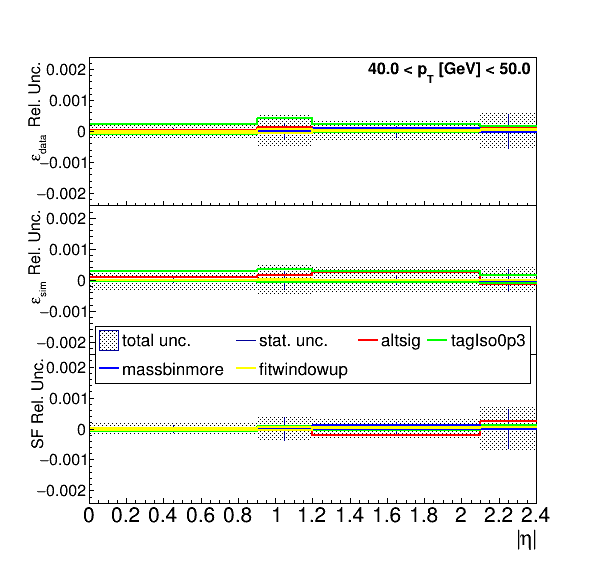 40.0 < p_T [GeV] < 50.0
ε_data Rel. Unc.
0.002
0.001
0
−0.001
−0.002
ε_sim Rel. Unc.
0.002
0.001
0
−0.001
−0.002
total unc. stat. unc. altsig tagIso0p3
massbinmore fitwindowup
SF Rel. Unc.
0.002
0.001
0
−0.001
−0.002
0 0.2 0.4 0.6 0.8 1 1.2 1.4 1.6 1.8 2 2.2 2.4
|η|